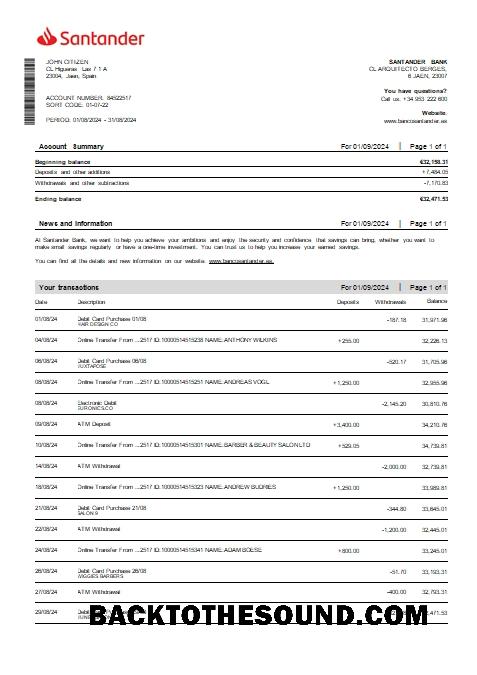 Santander
JOHN CITIZEN
CL Higueras Las 7 1 A
23004, Jaen, Spain
ACCOUNT NUMBER. 84522517
SORT CODE: 01-07-22
PERIOD: 01/08/2024 - 31/08/2024
SANTANDER BANK
CL ARQUITECTO BERGES,
6 JAEN, 23007
You have questions?
Call us. +34 953 222 600
Website.
www.bancosantander.es
Account Summary For 01/09/2024 | Page 1 of 1
Beginning balance €32,158.31
Deposits and other additions +7,484.05
Withdrawals and other subtractions -7,170.83
Ending balance €32,471.53
News and Information For 01/09/2024 | Page 1 of 1
At Santander Bank, we want to help you achieve your ambitions and enjoy the security and confidence that savings can bring, whether you want to
make small savings regularly or have a one-time investment. You can trust us to help you increase your earned savings.
You can find all the details and new information on our website. www.bancosantander.es.
Your transactions For 01/09/2024 | Page 1 of 1
Date Description Deposits Withdrawals Balance
01/08/24 Debit Card Purchase 01/08 -187.18 31,971.96
HAIR DESIGN CO
04/08/24 Online Transfer From ...2517 ID:10000514515238 NAME:ANTHONY WILKINS +255.00 32,226.13
06/08/24 Debit Card Purchase 06/08 -520.17 31,705.96
JUXTAPOSE
08/08/24 Online Transfer From ...2517 ID:10000514515251 NAME:ANDREAS VOGL +1,250.00 32,955.96
08/08/24 Electronic Debit -2,145.20 30,810.76
EURONICS.CO
09/08/24 ATM Deposit +3,400.00 34,210.76
10/08/24 Online Transfer From ...2517 ID:10000514515301 NAME:BARBER & BEAUTY SALON LTD +529.05 34,739.81
14/08/24 ATM Withdrawal -2,000.00 32,739.81
18/08/24 Online Transfer From ...2517 ID:10000514515323 NAME:ANDREW BUDRIES +1,250.00 33,989.81
21/08/24 Debit Card Purchase 21/08 -344.80 33,645.01
SALON 9
22/08/24 ATM Withdrawal -1,200.00 32,445.01
24/08/24 Online Transfer From ...2517 ID:10000514515341 NAME:ADAM BOESE +800.00 33,245.01
26/08/24 Debit Card Purchase 26/08 -51.70 33,193.31
WIGGIES BARBERS
27/08/24 ATM Withdrawal -400.00 32,793.31
29/08/24
BACKTOTHESOUND.COM